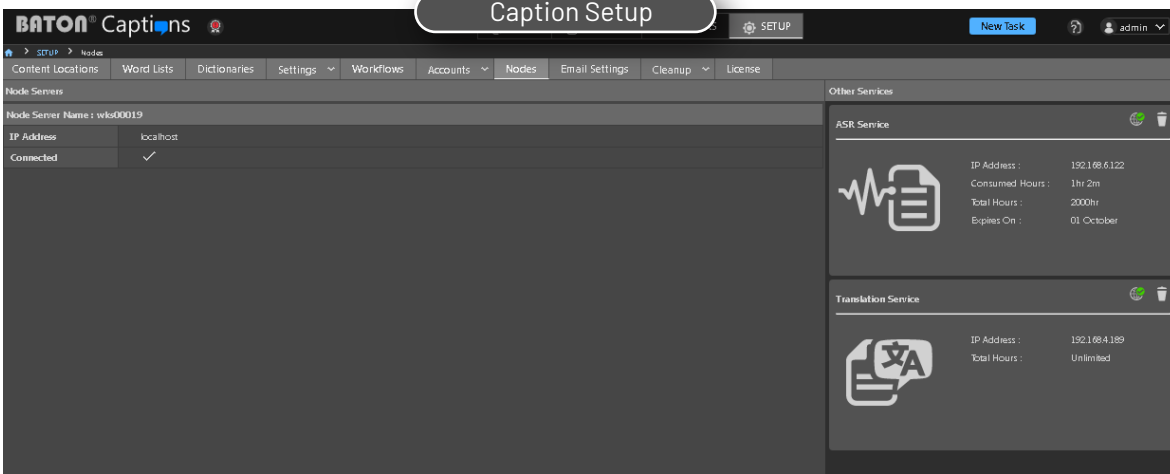 Caption Setup
BATON® Captions
SETUP
New Task
admin
SETUP > Nodes
Content Locations Word Lists Dictionaries Settings Workflows Accounts Nodes Email Settings Cleanup License
Node Servers
Other Services
Node Server Name : wks00019
IP Address localhost
Connected
ASR Service
IP Address : 192.168.6.122
Consumed Hours : 1hr 2m
Total Hours : 2000hr
Expires On : 01 October
Translation Service
IP Address : 192.168.4.189
Total Hours : Unlimited
文A